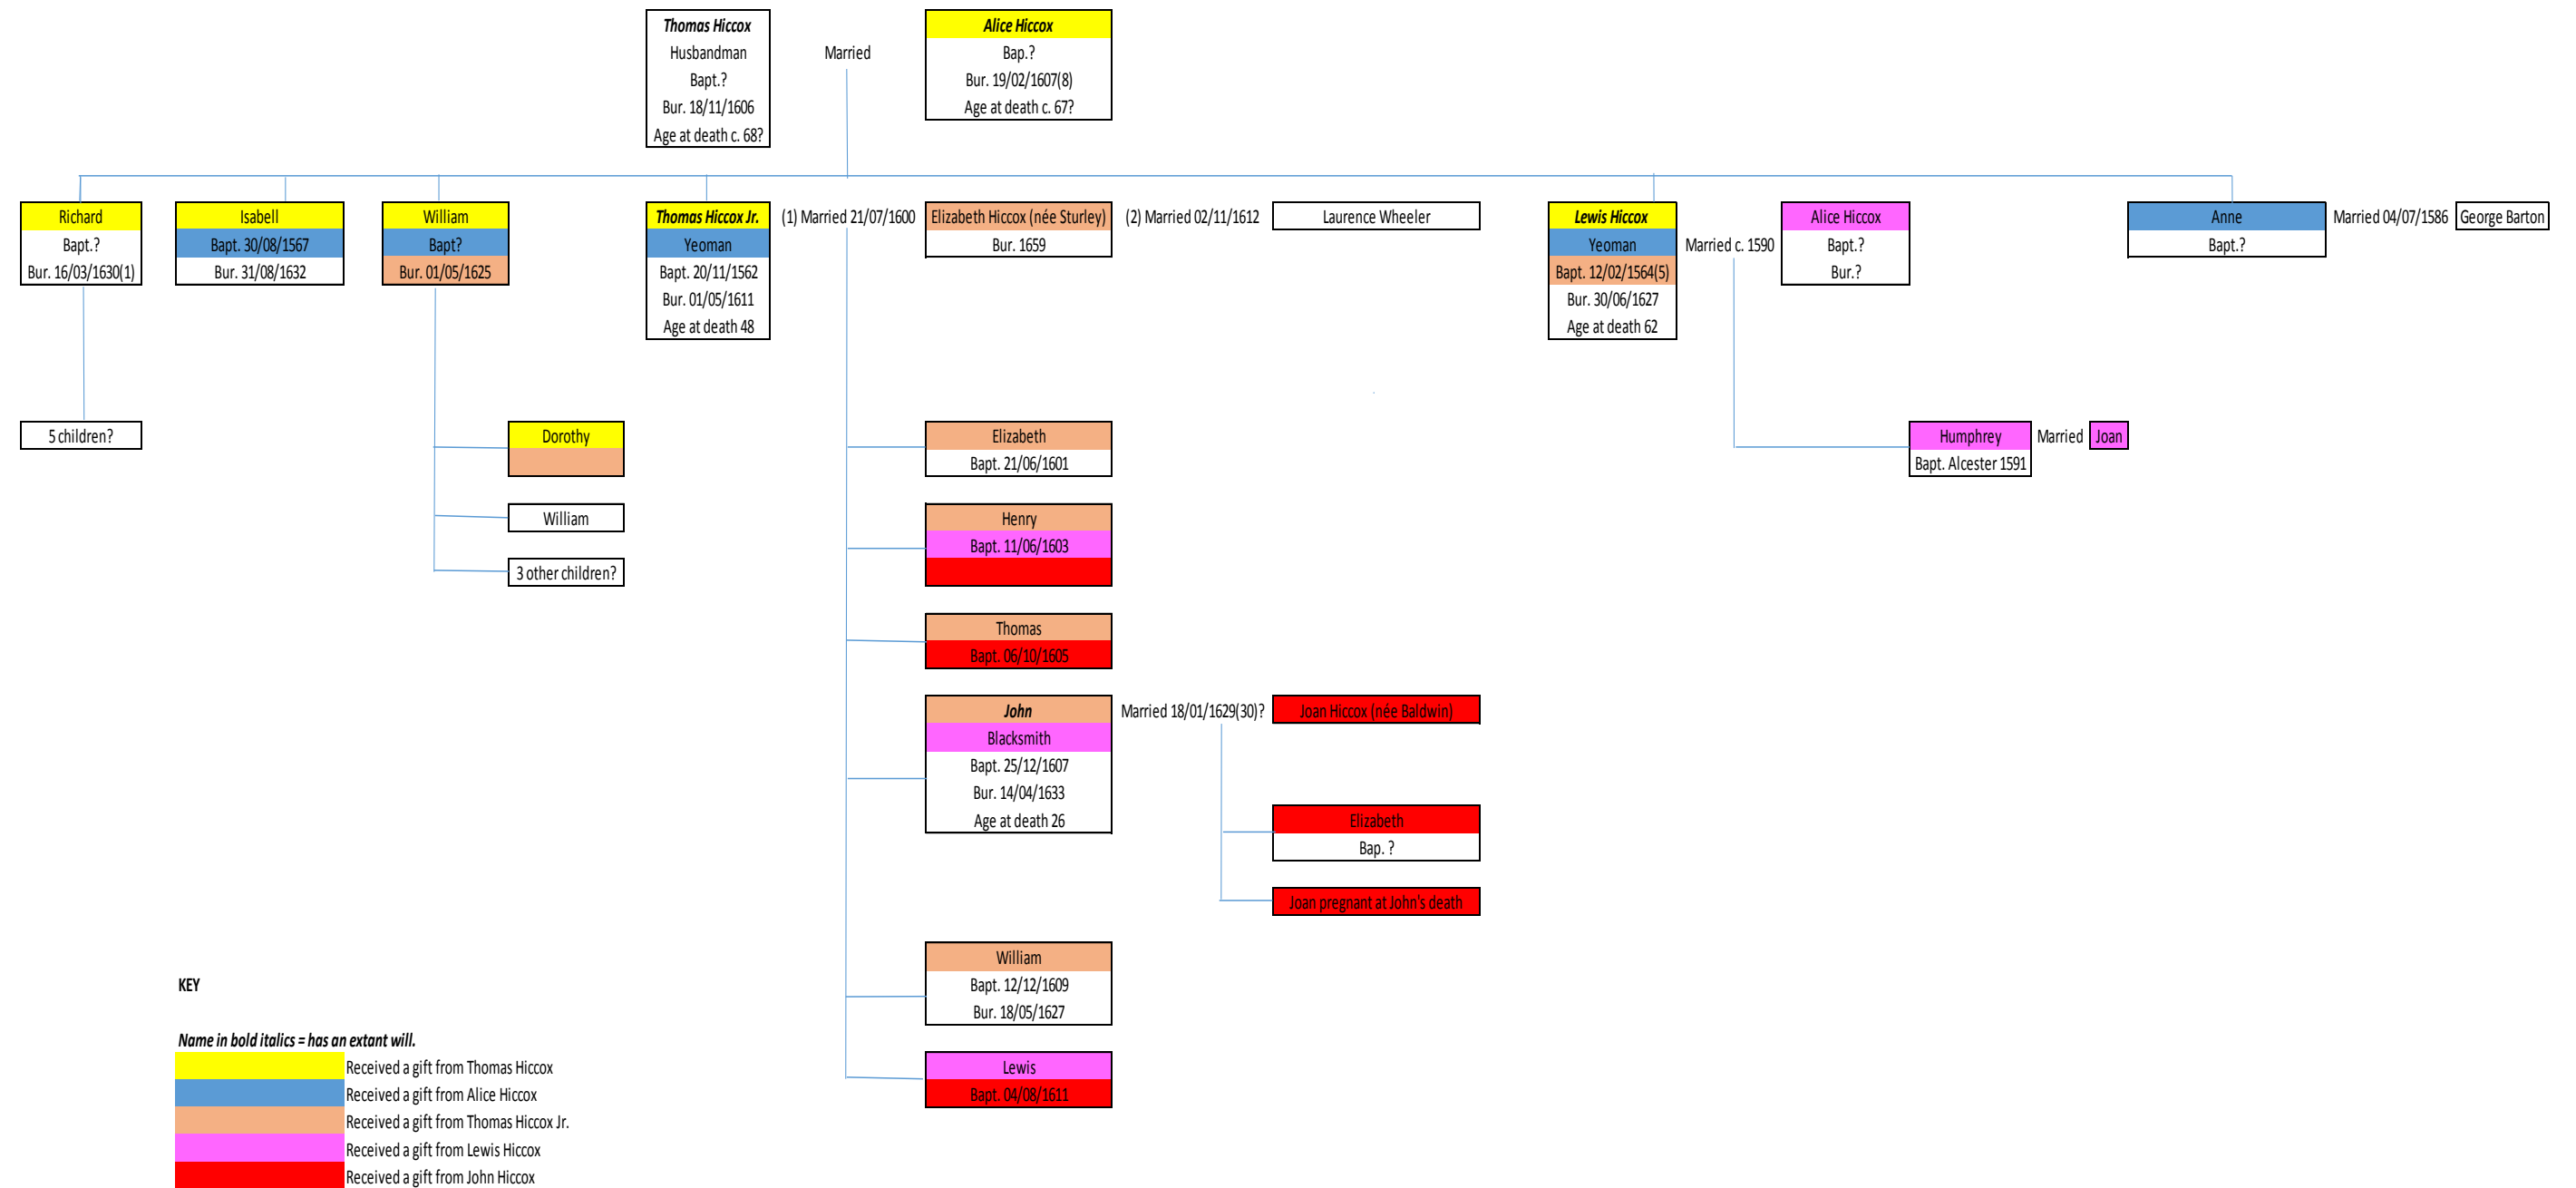 Thomas Hiccox
Husbandman
Bapt.?
Bur. 18/11/1606
Age at death c. 68?
Married
Alice Hiccox
Bap.?
Bur. 19/02/1607(8)
Age at death c. 67?
Richard
Bapt.?
Bur. 16/03/1630(1)
Isabell
Bapt. 30/08/1567
Bur. 31/08/1632
William
Bapt?
Bur. 01/05/1625
Thomas Hiccox Jr.
Yeoman
Bapt. 20/11/1562
Bur. 01/05/1611
Age at death 48
(1) Married 21/07/1600
Elizabeth Hiccox (née Sturley)
Bur. 1659
(2) Married 02/11/1612
Laurence Wheeler
Lewis Hiccox
Yeoman
Bapt. 12/02/1564(5)
Bur. 30/06/1627
Age at death 62
Married c. 1590
Alice Hiccox
Bapt.?
Bur.?
Anne
Bapt.?
Married 04/07/1586
George Barton
5 children?
Dorothy
William
3 other children?
Elizabeth
Bapt. 21/06/1601
Henry
Bapt. 11/06/1603
Thomas
Bapt. 06/10/1605
John
Blacksmith
Bapt. 25/12/1607
Bur. 14/04/1633
Age at death 26
Married 18/01/1629(30)?
Joan Hiccox (née Baldwin)
Elizabeth
Bap. ?
Joan pregnant at John's death
William
Bapt. 12/12/1609
Bur. 18/05/1627
Lewis
Bapt. 04/08/1611
Humphrey
Bapt. Alcester 1591
Married
Joan
KEY
Name in bold italics = has an extant will.
Received a gift from Thomas Hiccox
Received a gift from Alice Hiccox
Received a gift from Thomas Hiccox Jr.
Received a gift from Lewis Hiccox
Received a gift from John Hiccox